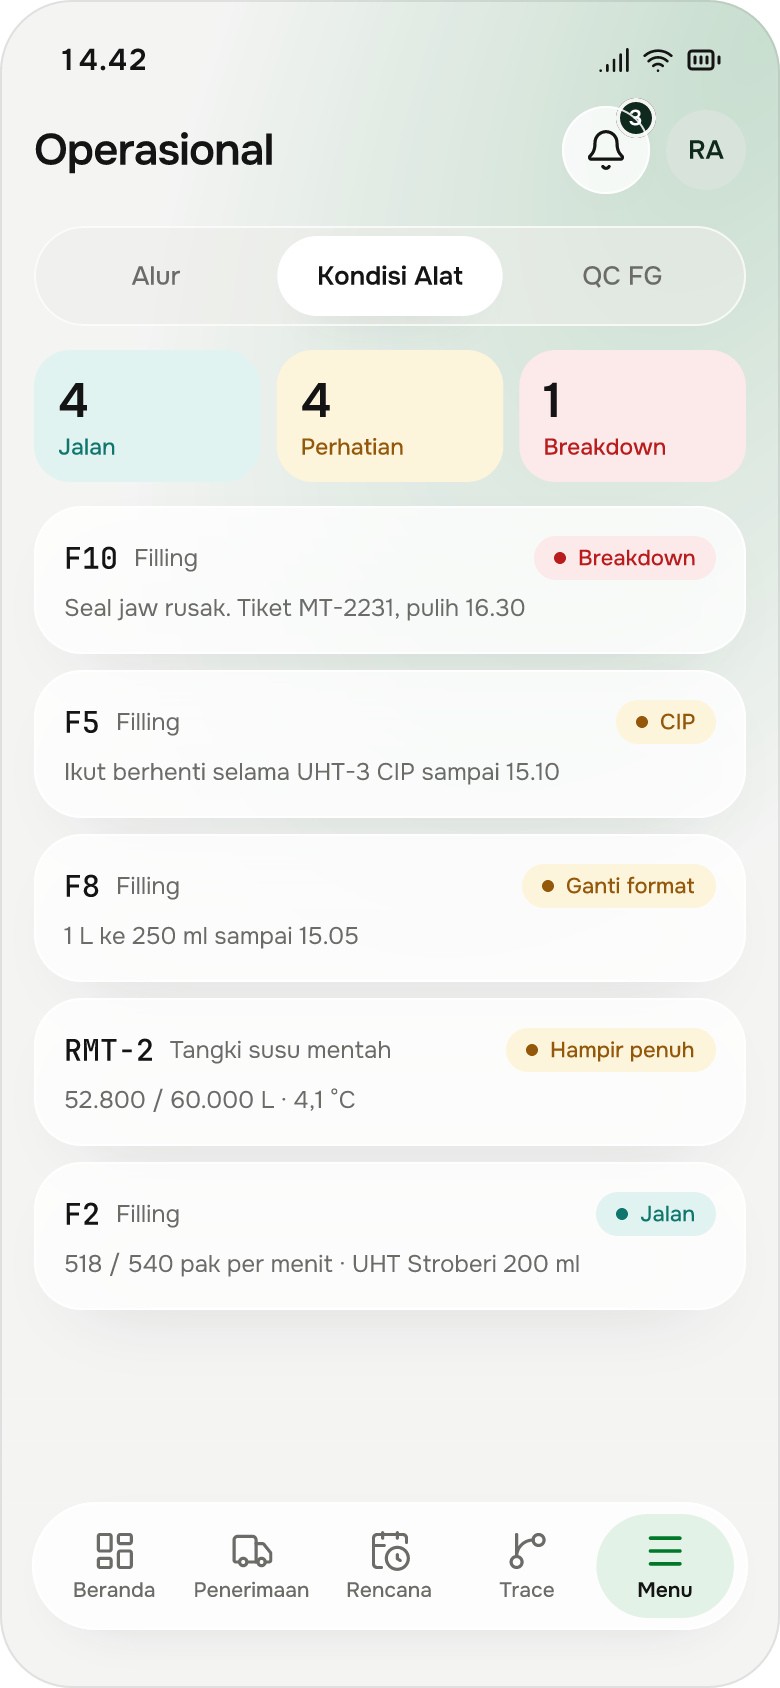 14.42
Operasional
3
RA
Alur
Kondisi Alat
QC FG
4
Jalan
4
Perhatian
1
Breakdown
F10 Filling
Breakdown
Seal jaw rusak. Tiket MT-2231, pulih 16.30
F5 Filling
CIP
Ikut berhenti selama UHT-3 CIP sampai 15.10
F8 Filling
Ganti format
1 L ke 250 ml sampai 15.05
RMT-2 Tangki susu mentah
Hampir penuh
52.800 / 60.000 L · 4,1 °C
F2 Filling
Jalan
518 / 540 pak per menit · UHT Stroberi 200 ml
Beranda
Penerimaan
Rencana
Trace
Menu